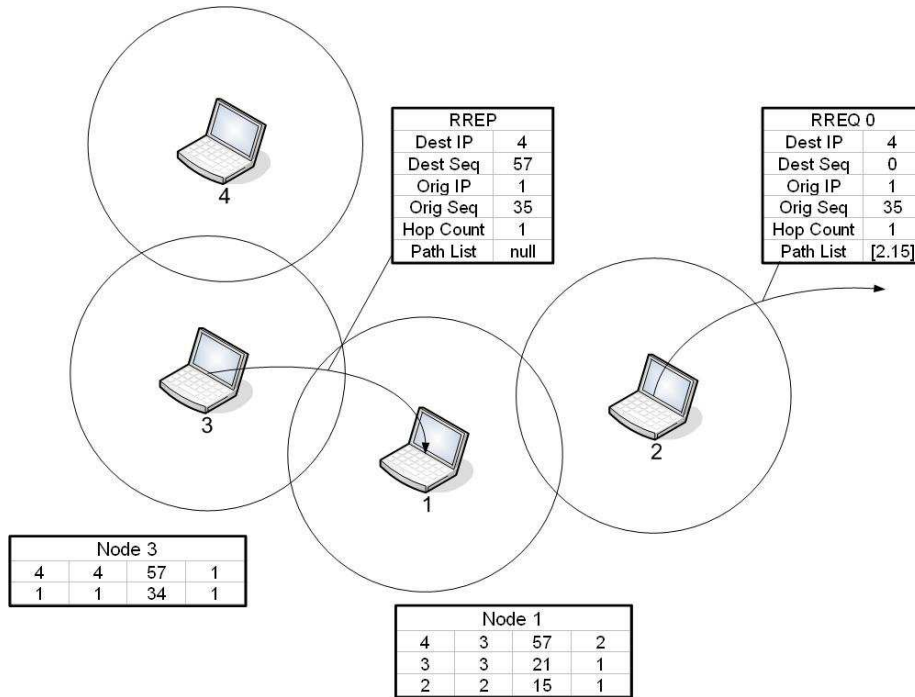 4
RREP
Dest IP 4
Dest Seq 57
Orig IP 1
Orig Seq 35
Hop Count 1
Path List null
RREQ 0
Dest IP 4
Dest Seq 0
Orig IP 1
Orig Seq 35
Hop Count 1
Path List [2.15]
3
1
2
Node 3
4 4 57 1
1 1 34 1
Node 1
4 3 57 2
3 3 21 1
2 2 15 1